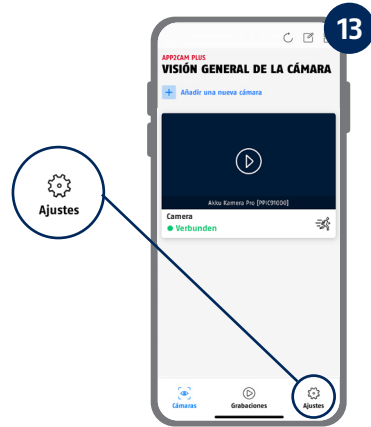 13
APP2CAM PLUS
VISIÓN GENERAL DE LA CÁMARA
+ Añadir una nueva cámara
Ajustes
Akku Kamera Pro [PPIC91000]
Camera
Verbunden
Cámaras
Grabaciones
Ajustes